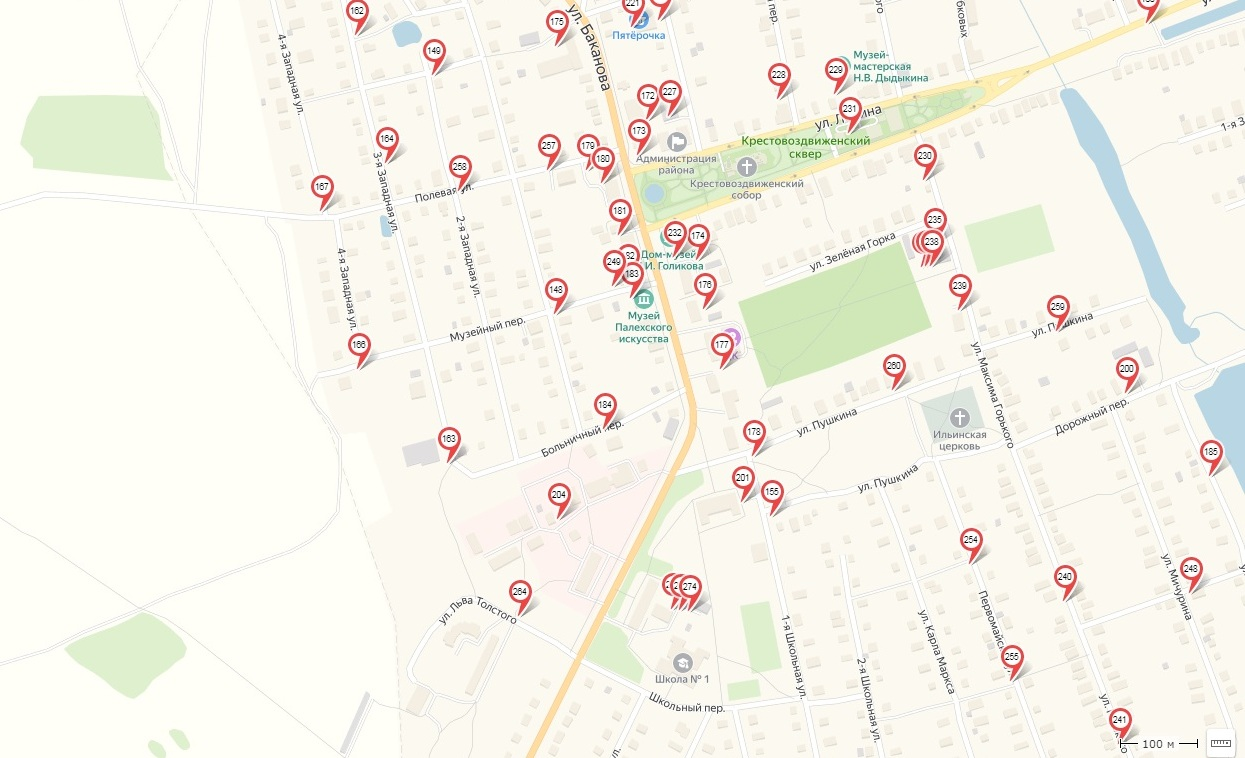 162
175
221
ул. Баканова
Пятёрочка
пер.
149
4-я Западная ул.
172
227
228
229
Музей-
мастерская
Н.В. Дыдыкина
231
ул. Ленина
173
164
257
179
180
258
167
Администрация
района
Крестовоздвиженский
сквер
Крестовоздвиженский
собор
230
3-я Западная ул.
Полевая ул.
181
232
174
235
238
2-я Западная ул.
4-я Западная ул.
249
183
Дом-музей
И. Голикова
ул. Зелёная Горка
148
176
239
259
Музей
Палехского
искусства
Музейный пер.
166
177
ул. Пушкина
260
200
ул. Максима Горького
184
Больничный пер.
178
ул. Пушкина
Ильинская
церковь
Дорожный пер.
163
185
201
155
ул. Пушкина
204
254
240
248
ул. Мичурина
264
274
ул. Льва Толстого
1-я Школьная ул.
ул. Карла Маркса
255
Школа № 1
2-я Школьная ул.
Школьный пер.
241
100 м